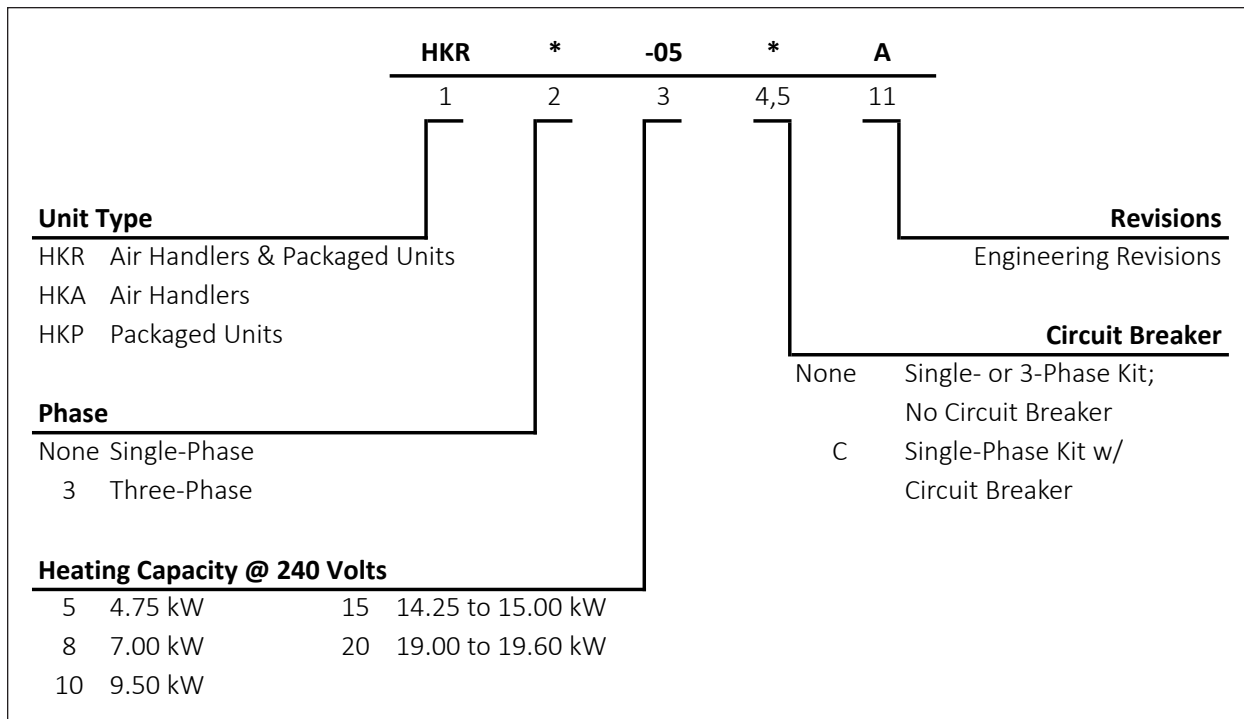 HKR * -05 * A
1 2 3 4,5 11
Unit Type
HKR Air Handlers & Packaged Units
HKA Air Handlers
HKP Packaged Units
Revisions
Engineering Revisions
Circuit Breaker
None Single- or 3-Phase Kit;
No Circuit Breaker
C Single-Phase Kit w/
Circuit Breaker
Phase
None Single-Phase
3 Three-Phase
Heating Capacity @ 240 Volts
5 4.75 kW 15 14.25 to 15.00 kW
8 7.00 kW 20 19.00 to 19.60 kW
10 9.50 kW